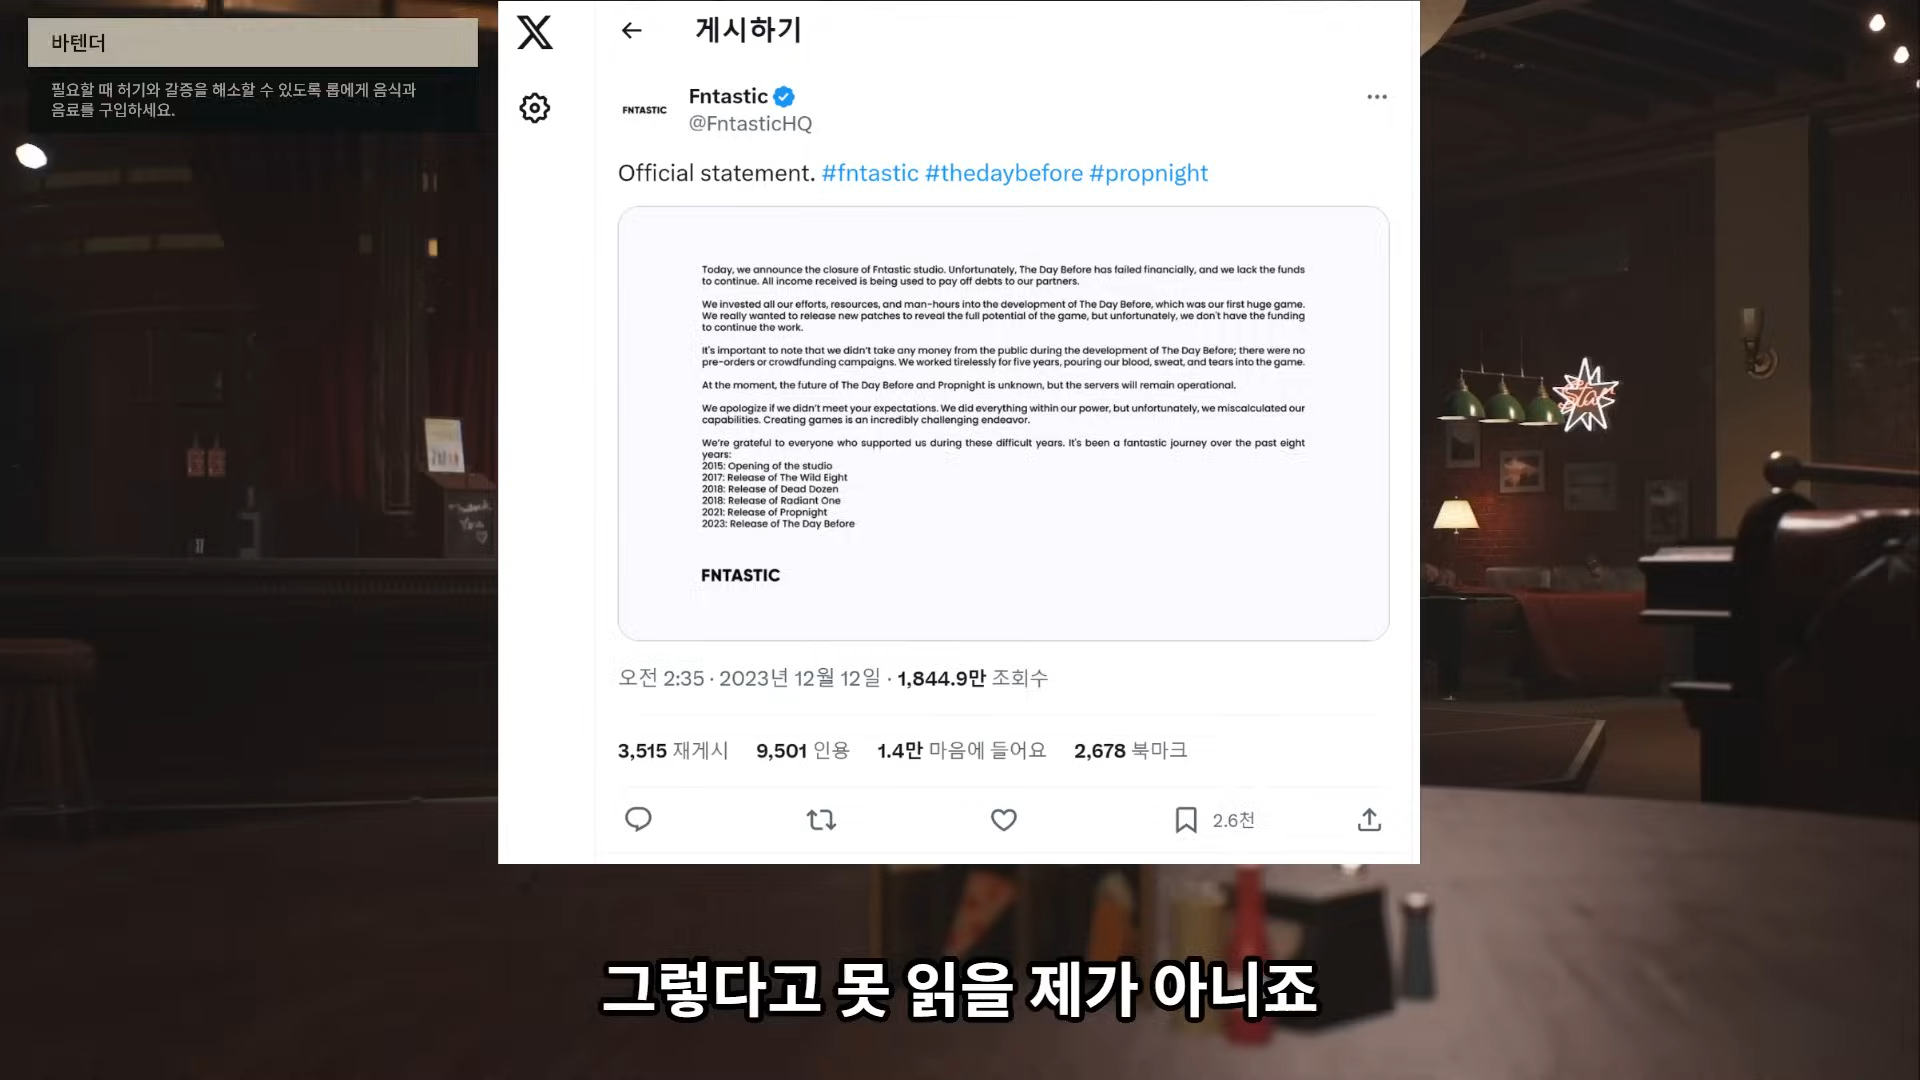 바텐더
필요할 때 허기와 갈증을 해소할 수 있도록 롭에게 음식과
음료를 구입하세요.
게시하기
FNTASTIC
Fntastic
@FntasticHQ
Official statement. #fntastic #thedaybefore #propnight
Today, we announce the closure of Fntastic studio. Unfortunately, The Day Before has failed financially, and we lack the funds
to continue. All income received is being used to pay off debts to our partners.
We invested all our efforts, resources, and man-hours into the development of The Day Before, which was our first huge game.
We really wanted to release new patches to reveal the full potential of the game, but unfortunately, we don't have the funding
to continue the work.
It's important to note that we didn't take any money from the public during the development of The Day Before; there were no
pre-orders or crowdfunding campaigns. We worked tirelessly for five years, pouring our blood, sweat, and tears into the game.
At the moment, the future of The Day Before and Propnight is unknown, but the servers will remain operational.
We apologize if we didn't meet your expectations. We did everything within our power, but unfortunately, we miscalculated our
capabilities. Creating games is an incredibly challenging endeavor.
We're grateful to everyone who supported us during these difficult years. It's been a fantastic journey over the past eight
years:
2015: Opening of the studio
2017: Release of The Wild Eight
2018: Release of Dead Dozen
2018: Release of Radiant One
2021: Release of Propnight
2023: Release of The Day Before
FNTASTIC
오전 2:35 · 2023년 12월 12일 · 1,844.9만 조회수
3,515 재게시 9,501 인용 1.4만 마음에 들어요 2,678 북마크
2.6천
Thank
You
그렇다고 못 읽을 제가 아니죠